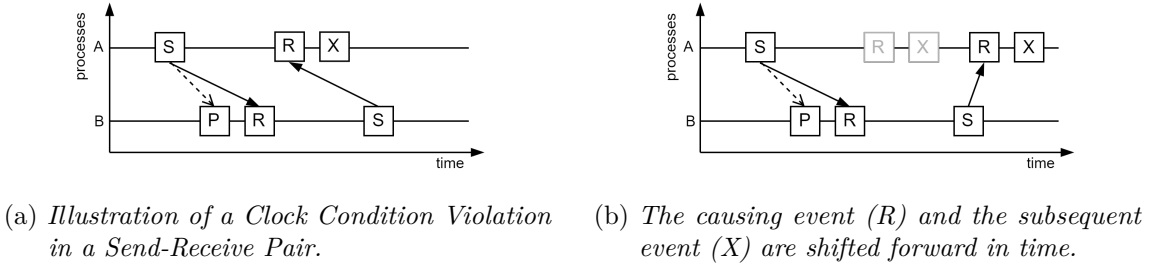 processes
A
S
R
X
B
P
R
S
time
(a) Illustration of a Clock Condition Violation
in a Send-Receive Pair.
processes
A
S
R
X
R
X
B
P
R
S
time
(b) The causing event (R) and the subsequent
event (X) are shifted forward in time.